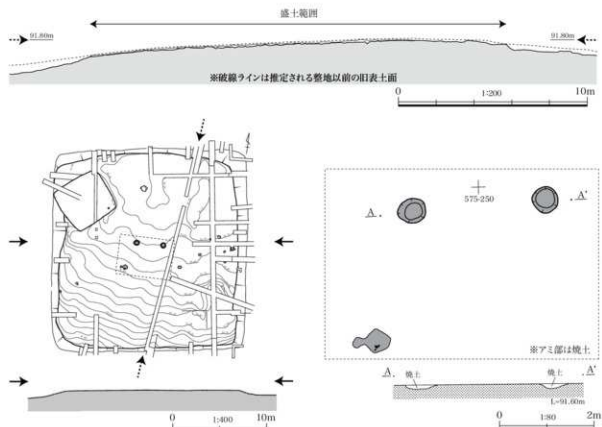 盛土範囲
91.80m
91.80m
※破線ラインは推定される整地以前の旧表土面
0 1:200 10m
575-250
A .
. A'
※アミ部は焼土
A .
焼土
焼土
. A'
L=91.60m
0 1:400 10m
0 1:80 2m